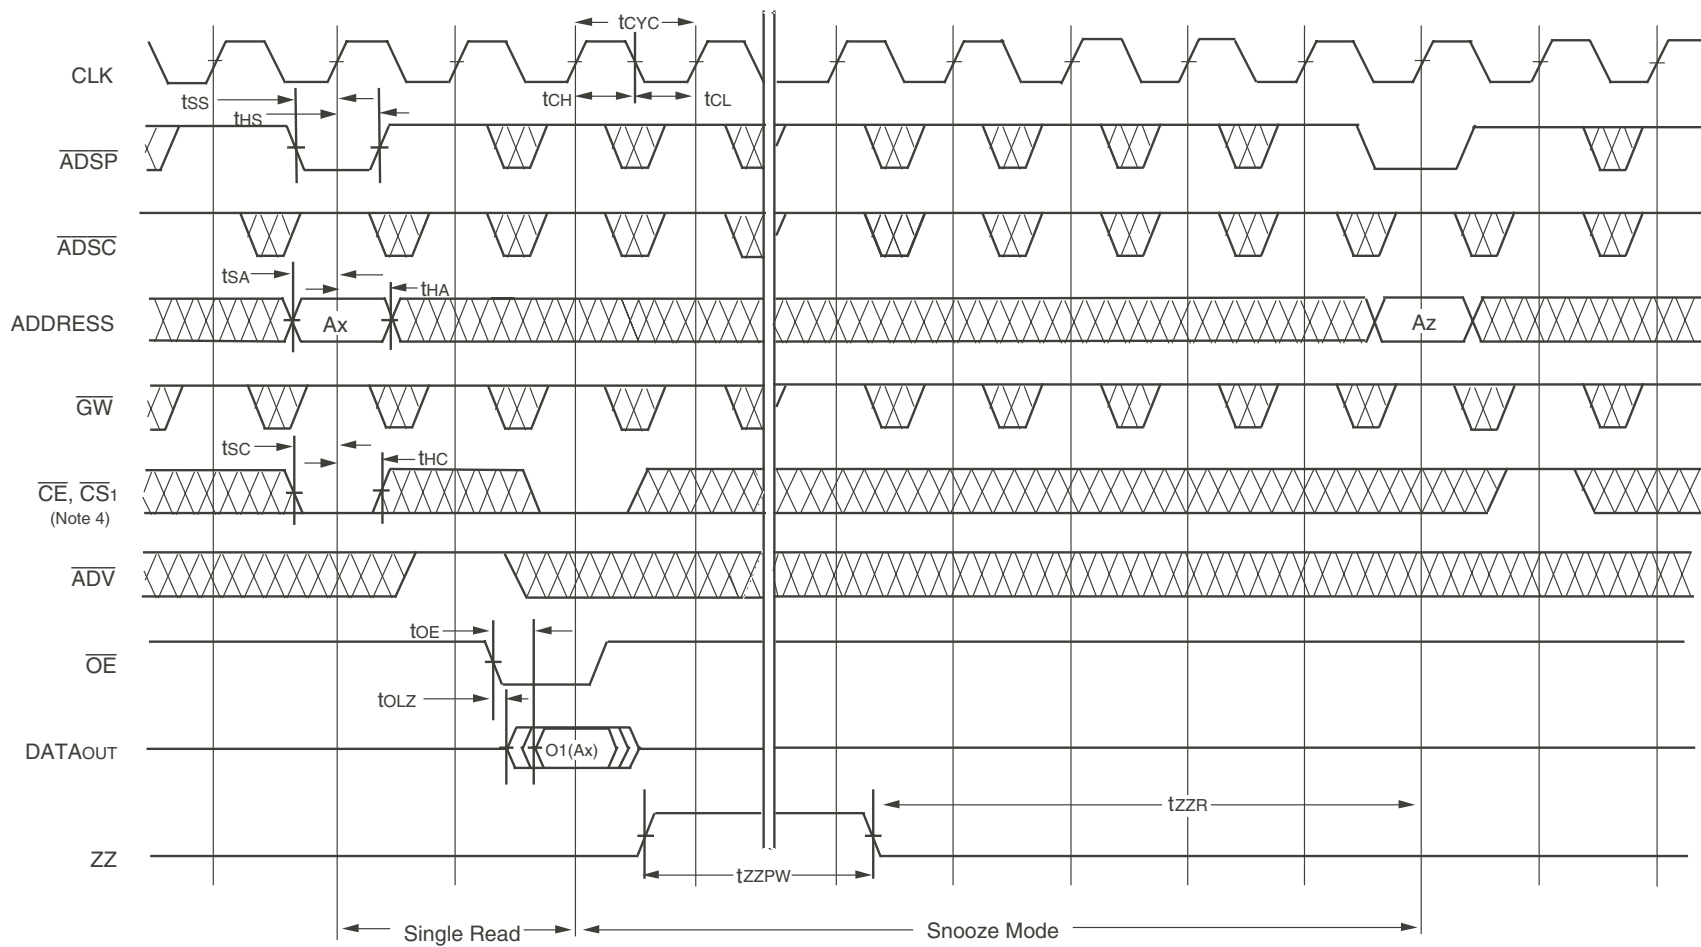 tCYC
CLK
tSS
tCH
tCL
tHS
ADSP
ADSC
tSA
tHA
ADDRESS
Ax
Az
GW
tSC
tHC
CE, CS1
(Note 4)
ADV
tOE
OE
tOLZ
DATAOUT
O1(Ax)
tZZR
ZZ
tZZPW
Single Read
Snooze Mode